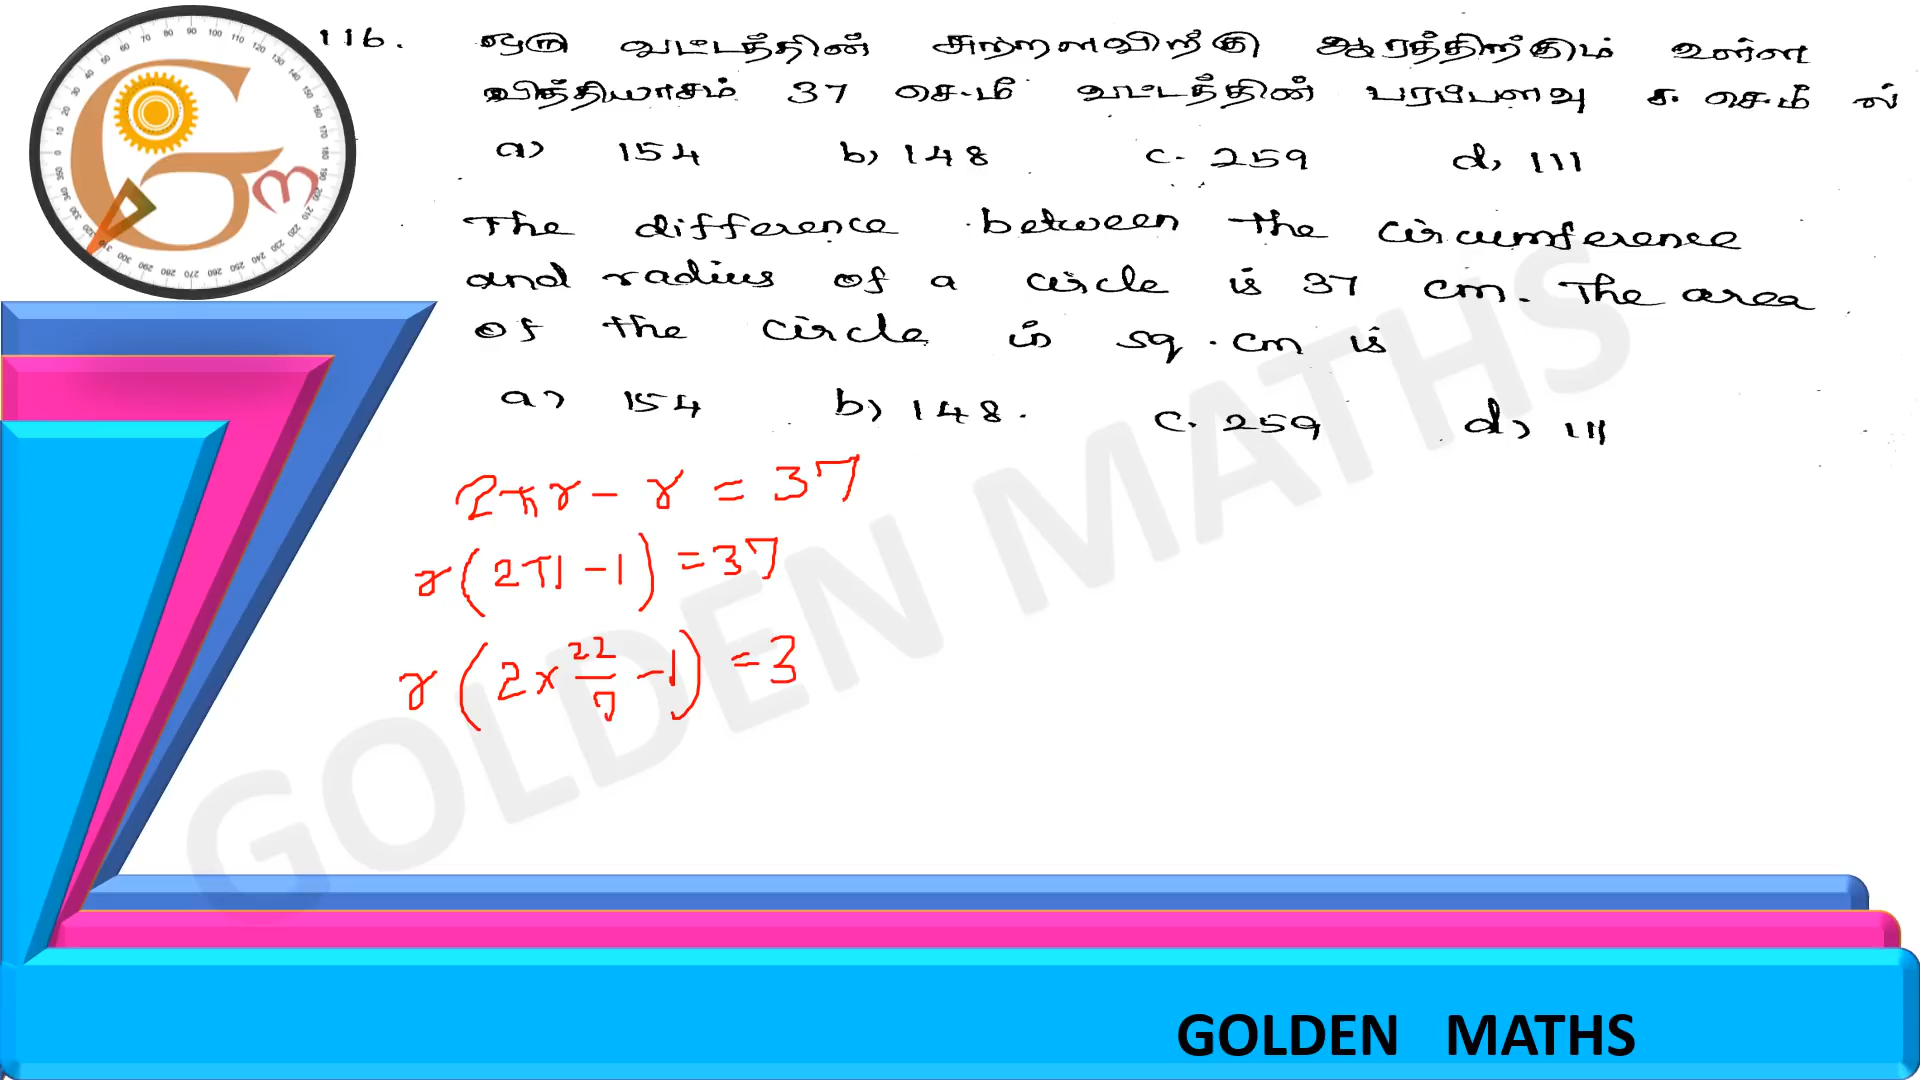 116. ஒரு வட்டத்தின் சுற்றளவிற்கு ஆரத்திற்கும் உள்ள
வித்தியாசம் 37 செ.மீ வட்டத்தின் பரப்பளவு ச. செ.மீ ல்
a) 154 b) 148 c. 259 d) 111
The difference between the circumference
and radius of a circle is 37 cm. The area
of the circle in sq. cm is
a) 154 b) 148. c. 259 d) 111
2πr - r = 37
r(2π - 1) = 37
r(2 × 22/7 - 1) = 3
GOLDEN MATHS
GOLDEN MATHS